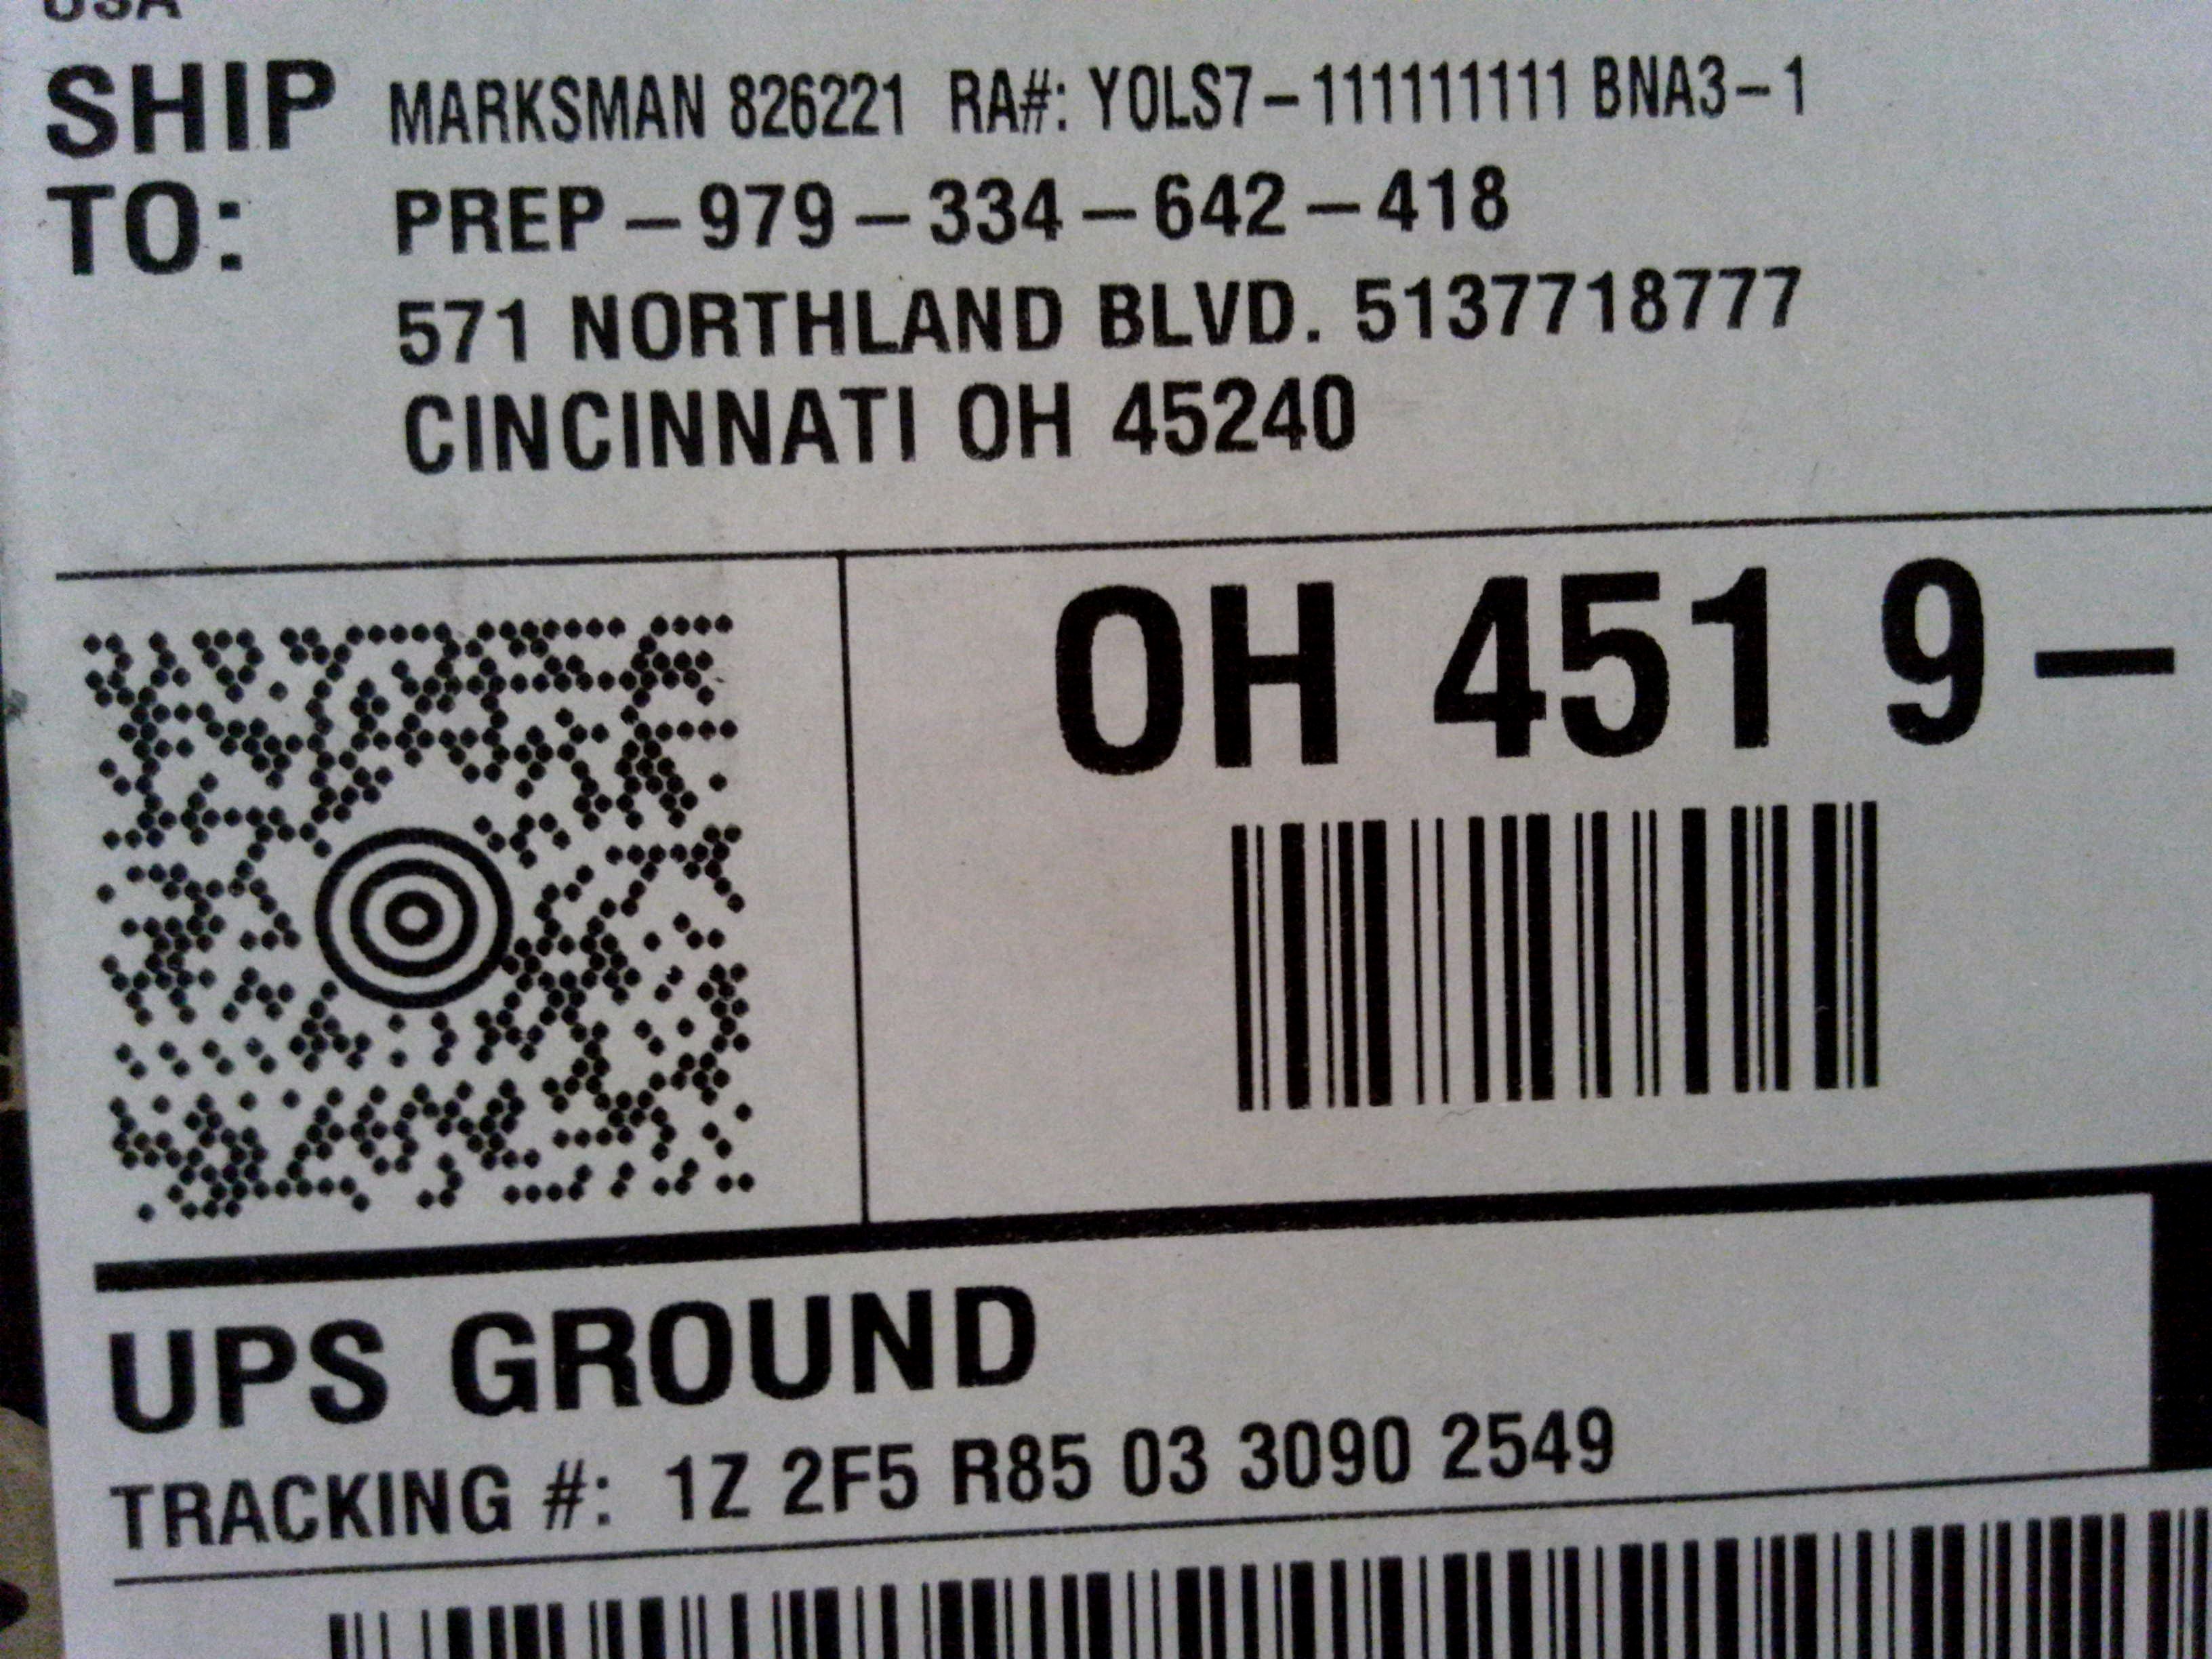 USA
SHIP TO: MARKSMAN 826221 RA#: YOLS7-111111111 BNA3-1
PREP-979-334-642-418
571 NORTHLAND BLVD. 5137718777
CINCINNATI OH 45240
OH 451 9-
UPS GROUND
TRACKING #: 1Z 2F5 R85 03 3090 2549